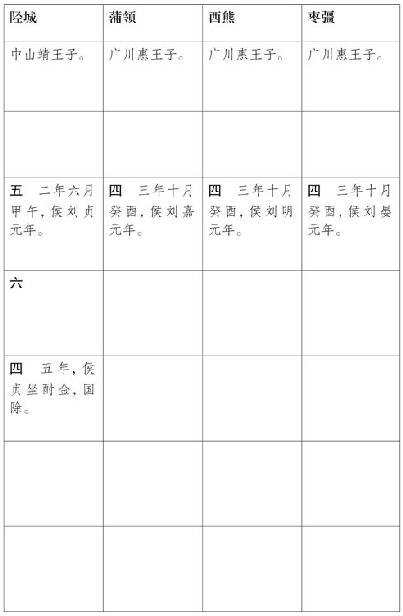 陉城 蒲领 西熊 枣彊
中山靖王子。 广川惠王子。 广川惠王子。 广川惠王子。
五 二年六月 四 三年十月 四 三年十月 四 三年十月
甲午,侯刘贞 癸酉,侯刘嘉 癸酉,侯刘明 癸酉,侯刘晏
元年。 元年。 元年。 元年。
六
四 五年,侯
贞坐酎金,国
除。